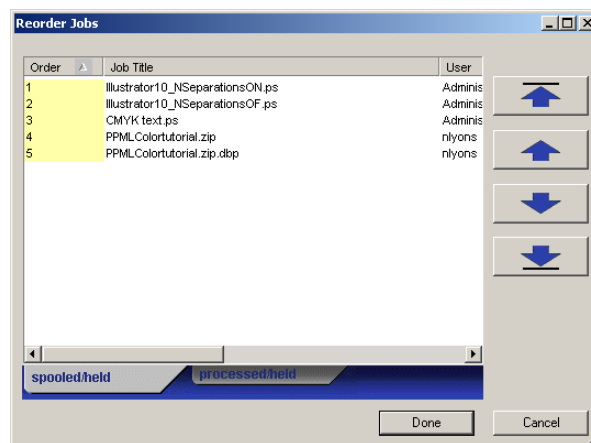 Reorder Jobs
Order Job Title User
1 Illustrator10_NSeparationsON.ps Adminis
2 Illustrator10_NSeparationsOF.ps Adminis
3 CMYK text.ps Adminis
4 PPMLColortutorial.zip nlyons
5 PPMLColortutorial.zip.dbp nlyons
spooled/held processed/held
Done Cancel